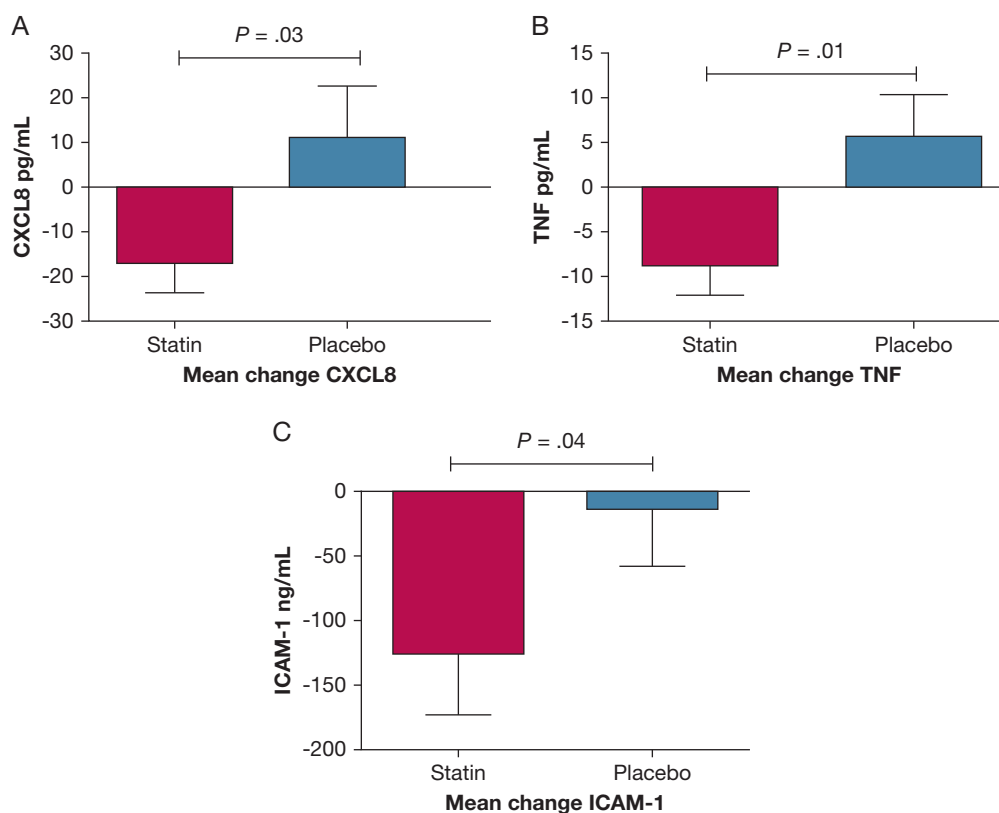 A
P = .03
30
20
10
0
-10
-20
-30
CXCL8 pg/mL
Statin
Placebo
Mean change CXCL8
B
P = .01
15
10
5
0
-5
-10
-15
TNF pg/mL
Statin
Placebo
Mean change TNF
C
P = .04
0
-50
-100
-150
-200
ICAM-1 ng/mL
Statin
Placebo
Mean change ICAM-1